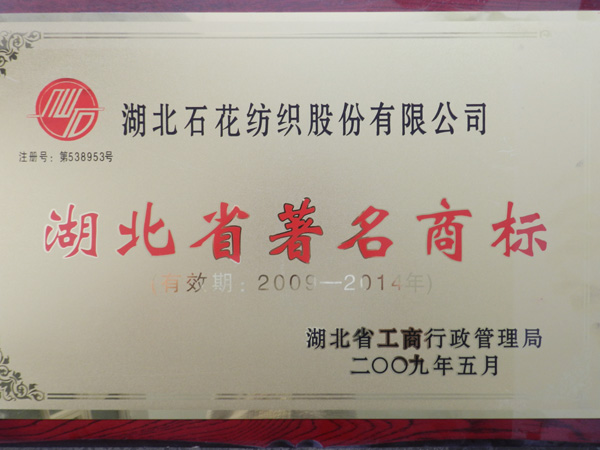 湖北石花纺织股份有限公司
注册号：第538953号
湖北省著名商标
(有效期：2009—2014年)
湖北省工商行政管理局
二〇〇九年五月